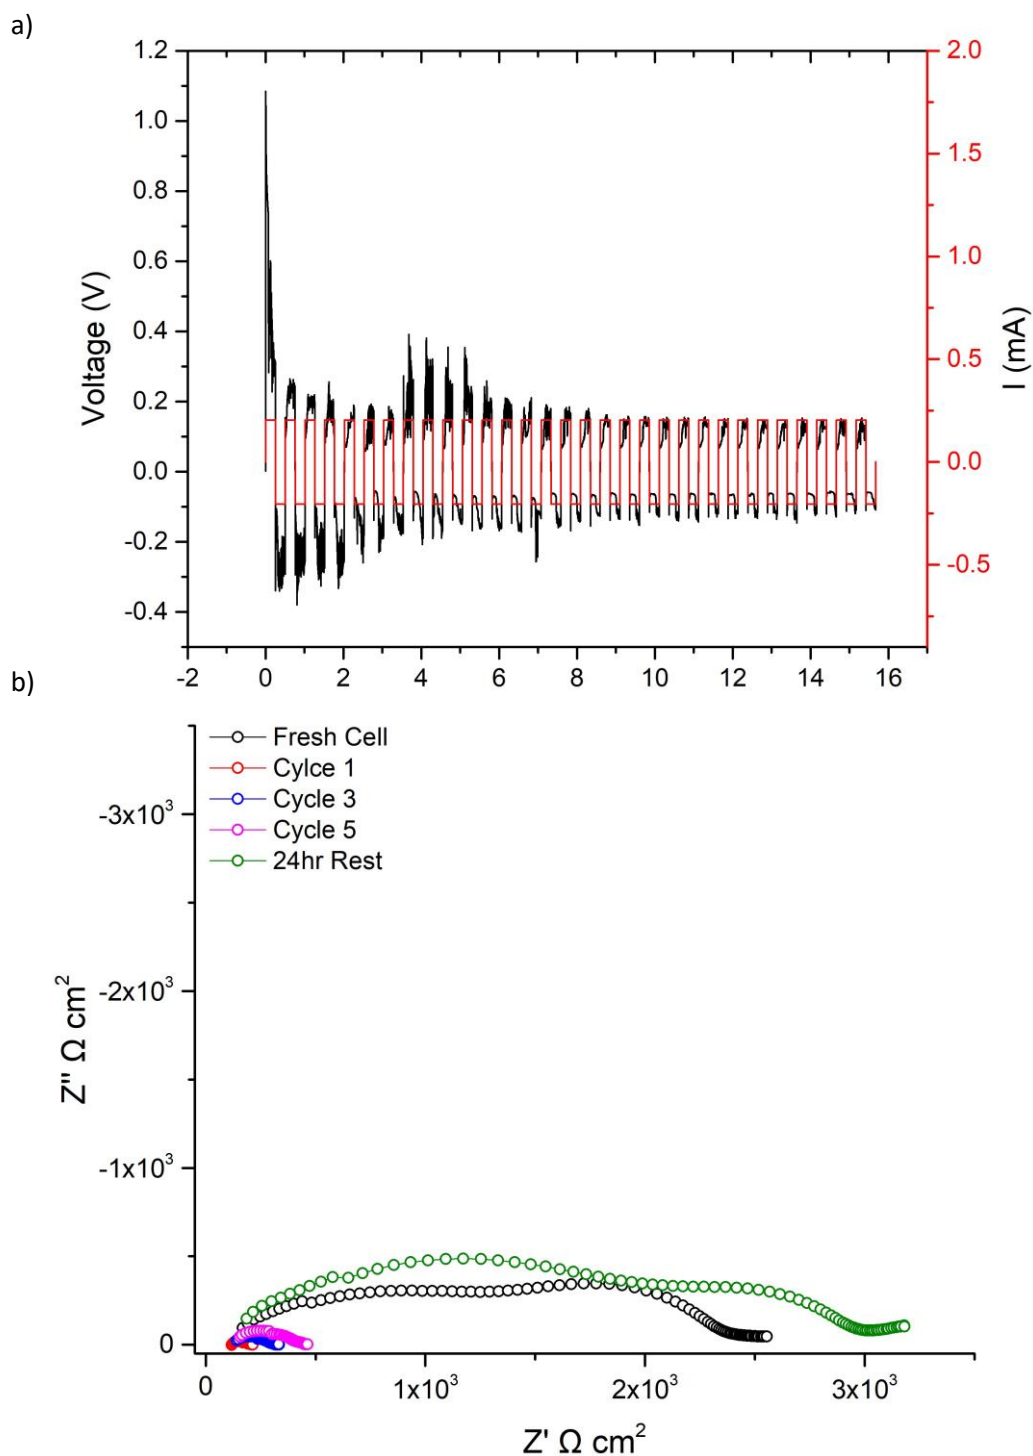 a)
1.2
1.0
0.8
0.6
0.4
0.2
0.0
-0.2
-0.4
Voltage (V)
2.0
1.5
1.0
0.5
0.0
-0.5
I (mA)
-2 0 2 4 6 8 10 12 14 16
b)
Fresh Cell
Cylce 1
Cycle 3
Cycle 5
24hr Rest
-3x10³
-2x10³
-1x10³
0
Z'' Ω cm²
0 1x10³ 2x10³ 3x10³
Z' Ω cm²